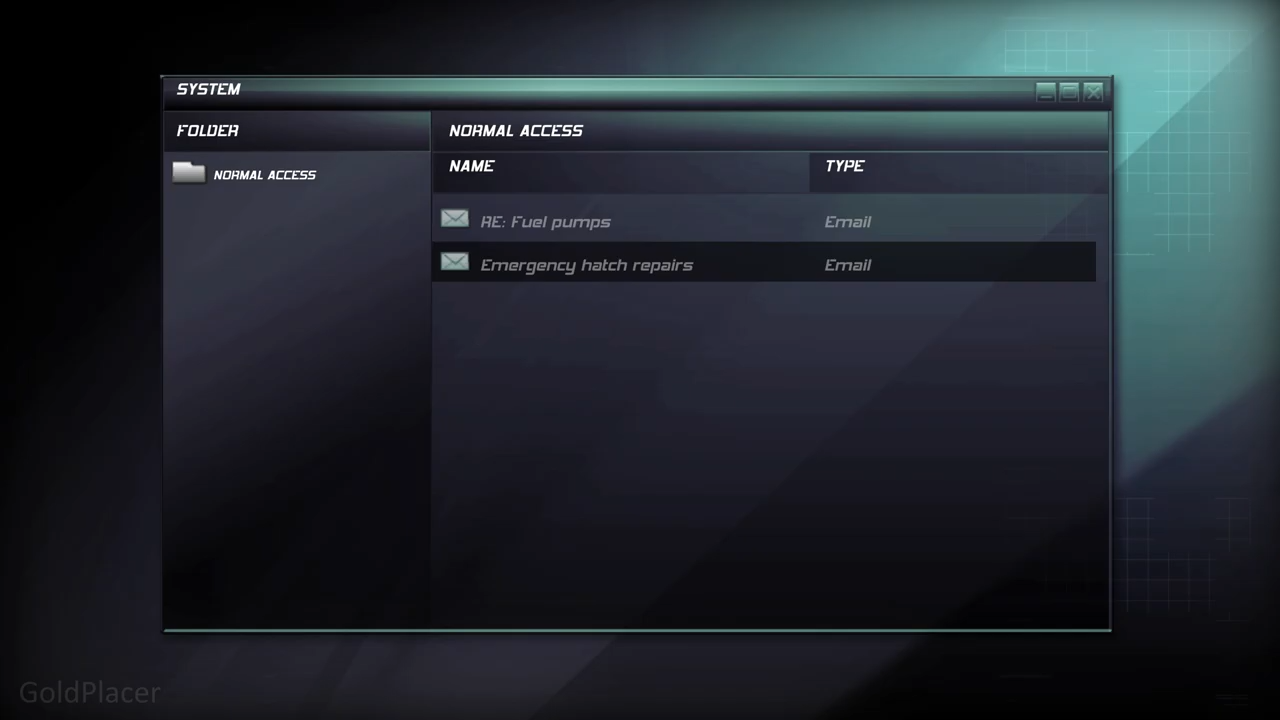 SYSTEM
FOLDER
NORMAL ACCESS
NORMAL ACCESS
NAME TYPE
RE: Fuel pumps Email
Emergency hatch repairs Email
GoldPlacer